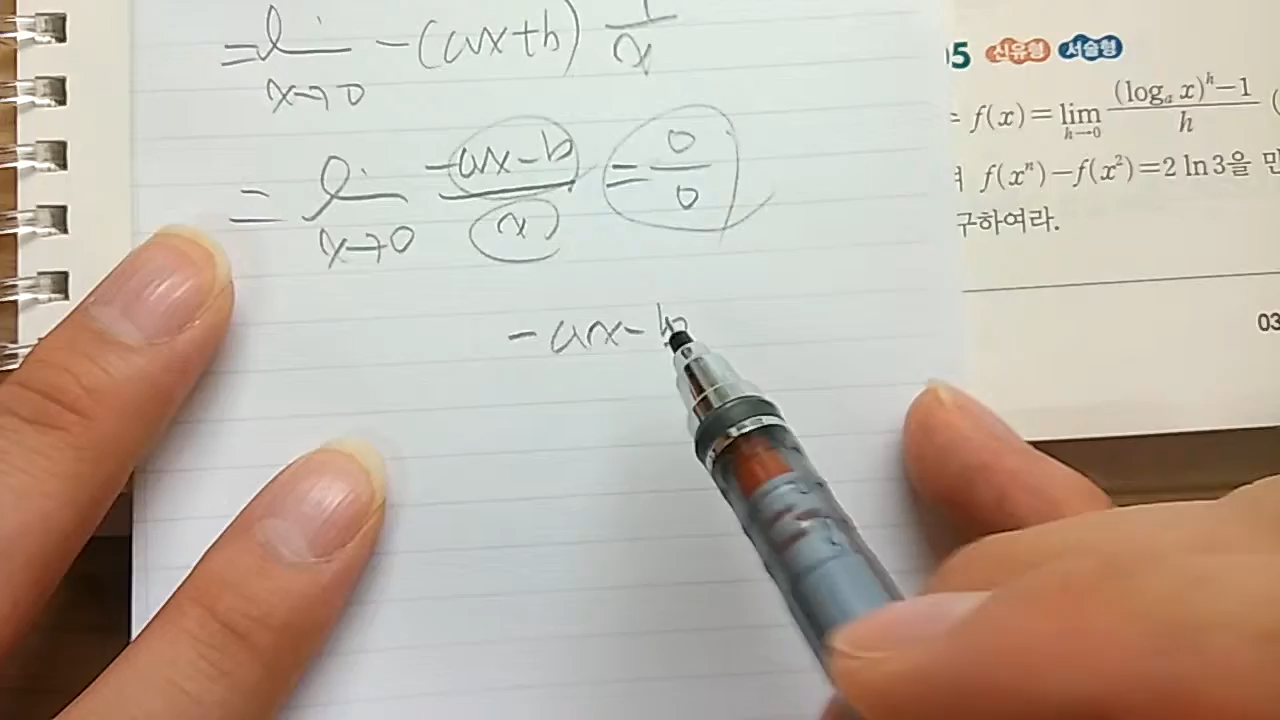 = lim x→0 -(ax+b) 1/x
= lim x→0 (-ax-b)/x = 0/0
-ax-b
05 신유형 서술형
= f(x)=lim h→0 ((logₐ x)ʰ-1)/h (
f(xⁿ)-f(x²)=2 ln 3을 만
구하여라.
03